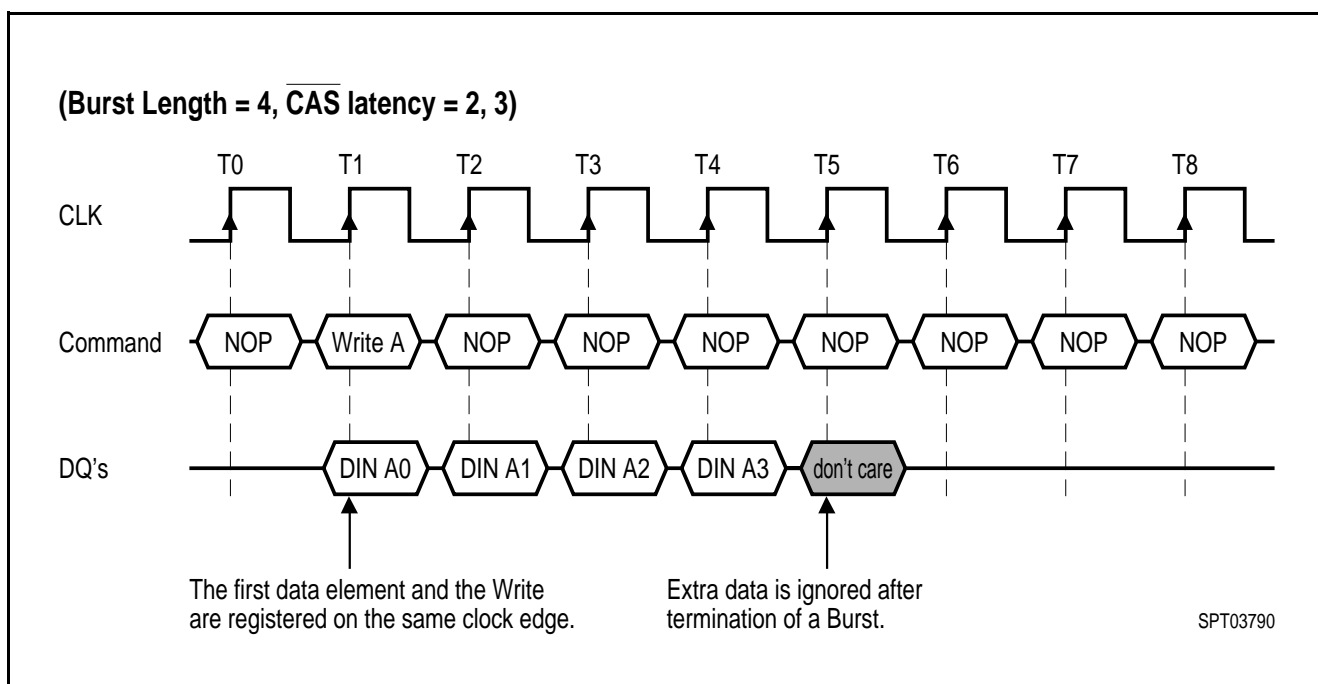 (Burst Length = 4, CAS latency = 2, 3)
T0 T1 T2 T3 T4 T5 T6 T7 T8
CLK
Command NOP Write A NOP NOP NOP NOP NOP NOP NOP
DQ's DIN A0 DIN A1 DIN A2 DIN A3 don't care
The first data element and the Write
are registered on the same clock edge.
Extra data is ignored after
termination of a Burst.
SPT03790